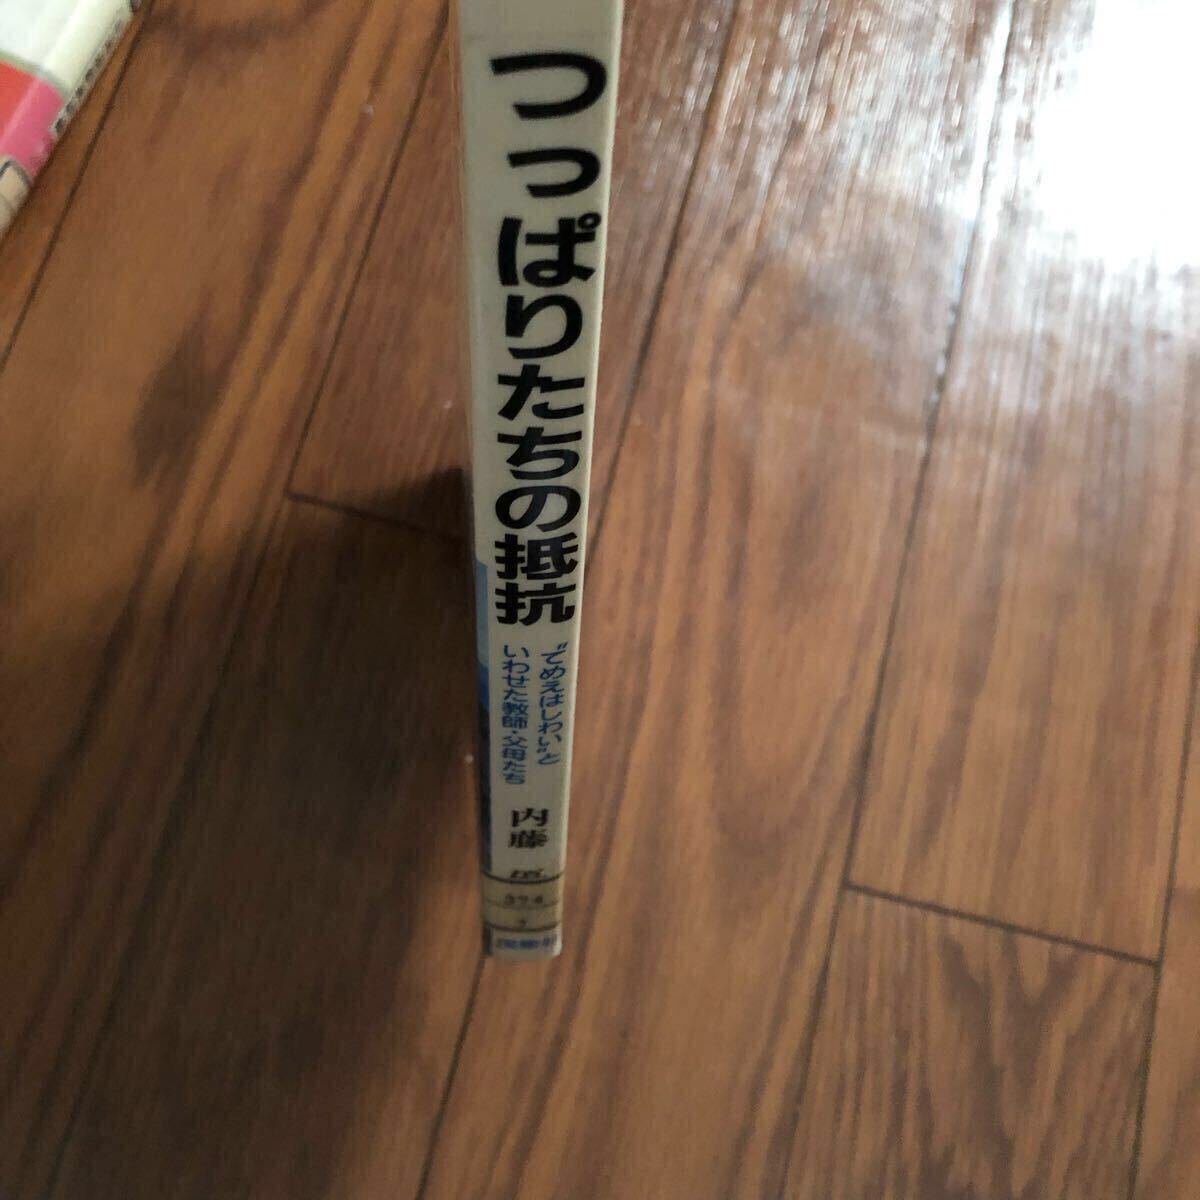 つっぱりたちの抵抗
"てめえはしわい"と
いわせた教師・父母たち
内藤
374